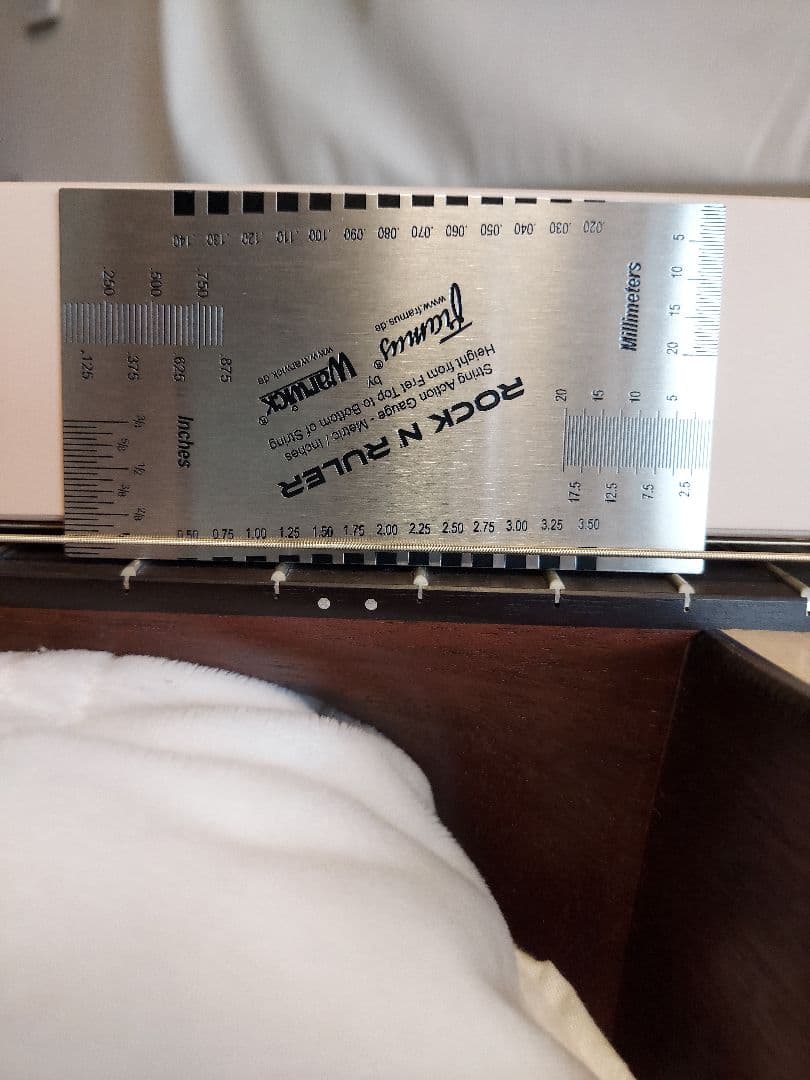 ROCK N RULER
String Action Gauge - Metric / Inches
Height from Fret Top to Bottom of String
by
Warwick®
www.warwick.de
Framus®
www.framus.de
.020 .030 .040 .050 .060 .070 .080 .090 .100 .110 .120 .130 .140
.250 .500 .750
.125 .375 .625 .875
Inches
Millimeters
5 10 15 20
20 15 10 5
17.5 12.5 7.5 2.5
0.50 0.75 1.00 1.25 1.50 1.75 2.00 2.25 2.50 2.75 3.00 3.25 3.50